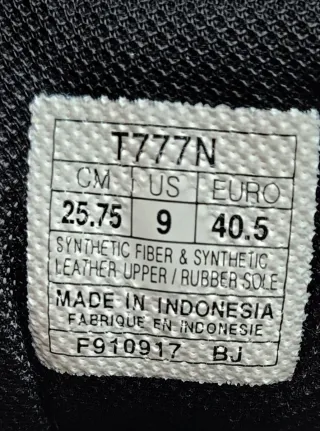 T777N
CM US EURO
25.75 9 40.5
SYNTHETIC FIBER & SYNTHETIC
LEATHER UPPER / RUBBER SOLE
MADE IN INDONESIA
FABRIQUE EN INDONESIE
F910917 BJ